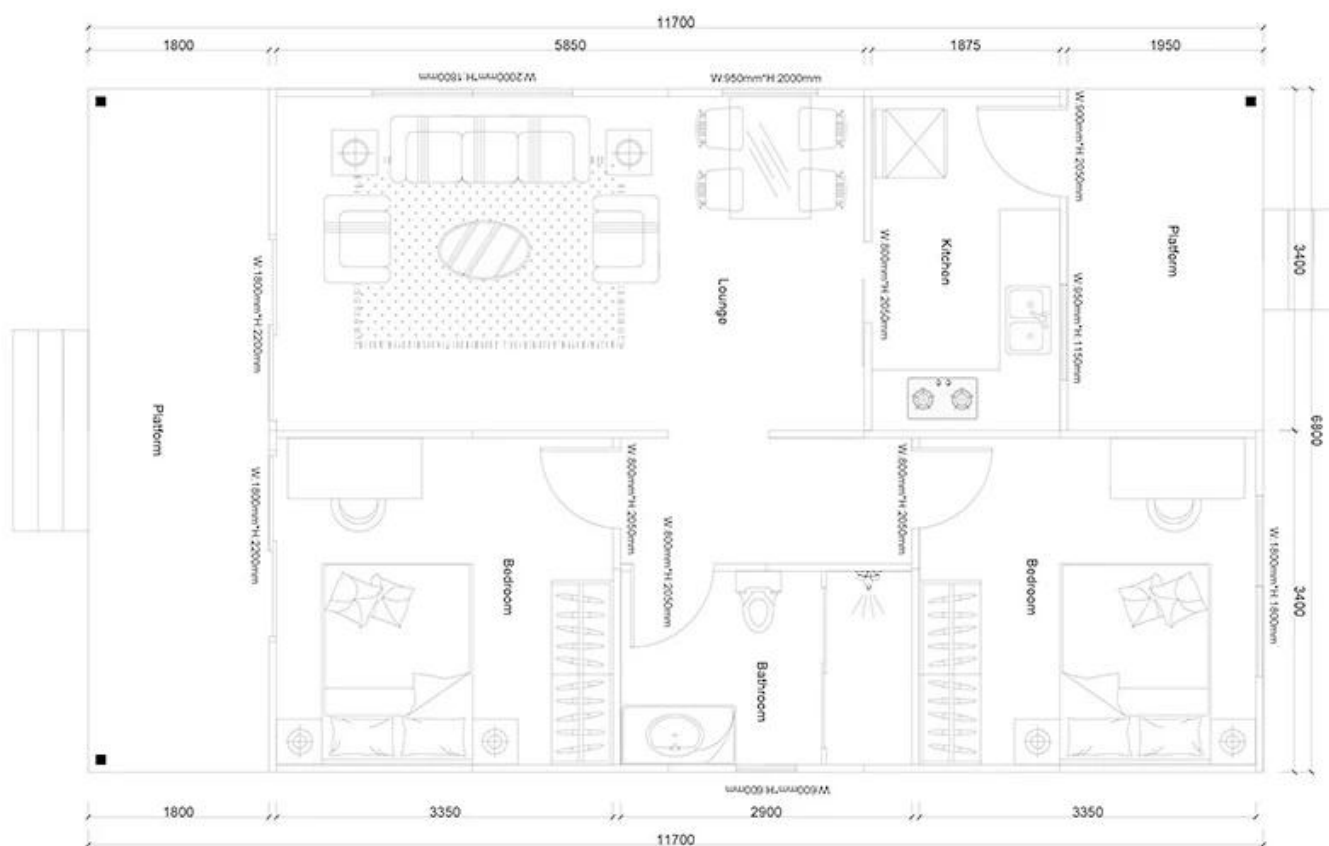 11700
1800
5850
1875
1950
W:2000mm*H:1800mm
W:950mm*H:2000mm
W:900mm*H:2050mm
Kitchen
Platform
3400
W:800mm*H:2050mm
Lounge
W:1800mm*H:2200mm
W:950mm*H:1150mm
Platform
6800
W:1800mm*H:2200mm
W:800mm*H:2050mm
W:800mm*H:2050mm
W:800mm*H:2050mm
Bedroom
Bedroom
W:1800mm*H:1800mm
3400
Bathroom
W:600mm*H:600mm
1800
3350
2900
3350
11700